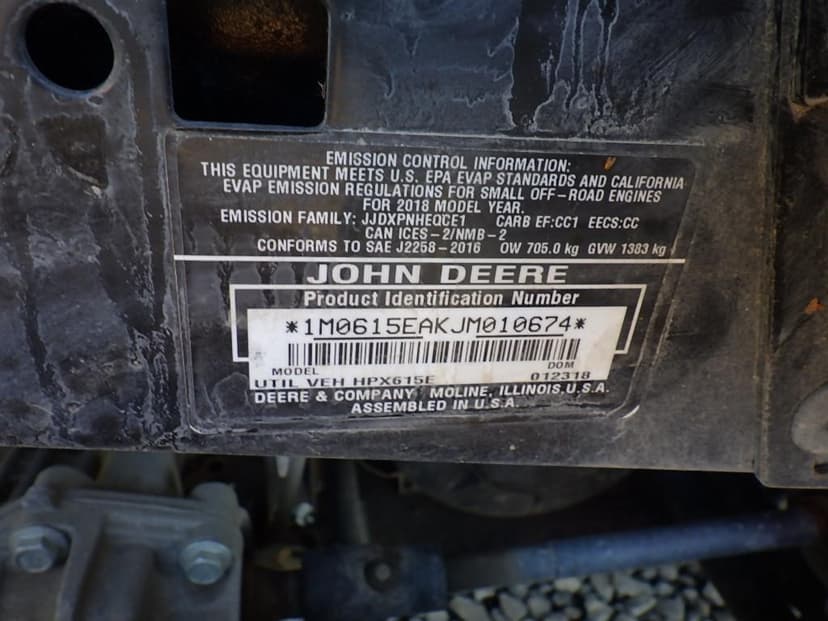 EMISSION CONTROL INFORMATION:
THIS EQUIPMENT MEETS U.S. EPA EVAP STANDARDS AND CALIFORNIA
EVAP EMISSION REGULATIONS FOR SMALL OFF-ROAD ENGINES
FOR 2018 MODEL YEAR.
EMISSION FAMILY: JJDXPNHEQCE1 CARB EF:CC1 EECS:CC
CAN ICES-2/NMB-2
CONFORMS TO SAE J2258-2016 OW 705.0 kg GVW 1383 kg
JOHN DEERE
Product Identification Number
*1M0615EAKJM010674*
MODEL DOM
UTIL VEH HPX615E 012318
DEERE & COMPANY MOLINE, ILLINOIS, U.S.A.
ASSEMBLED IN U.S.A.